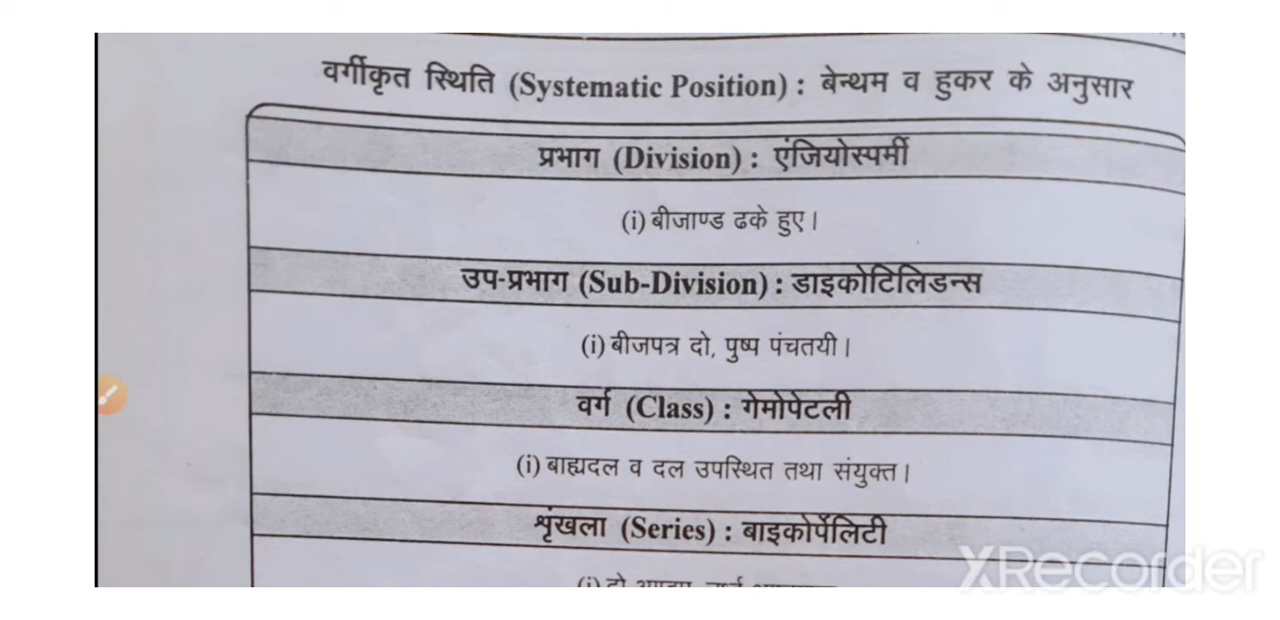 वर्गीकृत स्थिति (Systematic Position) : बेन्थम व हुकर के अनुसार
प्रभाग (Division) : एंजियोस्पर्मी
(i) बीजाण्ड ढके हुए।
उप-प्रभाग (Sub-Division) : डाइकोटिलिडन्स
(i) बीजपत्र दो, पुष्प पंचतयी।
वर्ग (Class) : गेमोपेटली
(i) बाह्यदल व दल उपस्थित तथा संयुक्त।
शृंखला (Series) : बाइकोर्पेलिटी
(i) दो
XRecorder